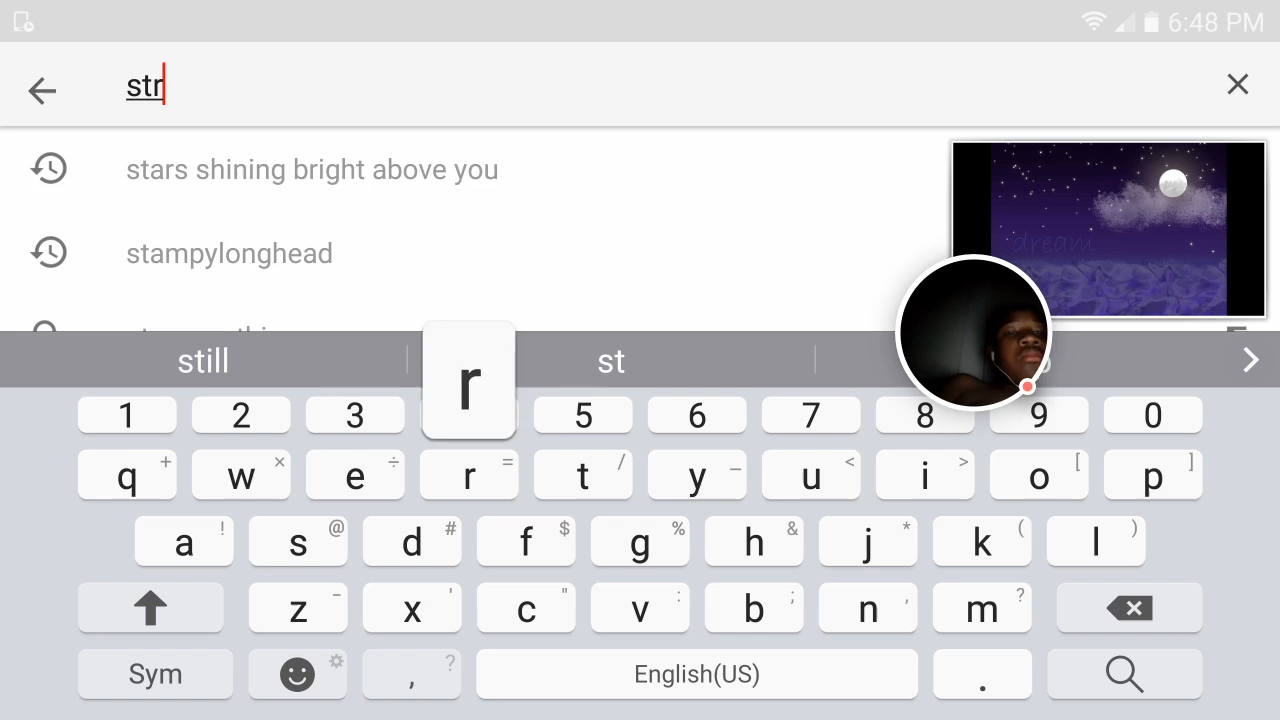 6:48 PM
str
stars shining bright above you
stampylonghead
dream
still st
r
1 2 3 5 6 7 8 9 0
q + w × e ÷ r = t / y – u < i > o [ p ]
a ! s @ d # f $ g % h & j * k ( l )
z - x ' c " v : b ; n , m ?
Sym , ? English(US) .